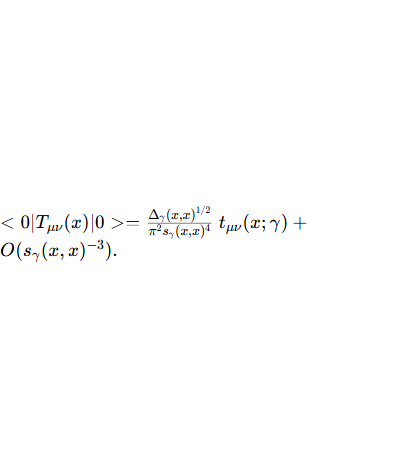 < 0|T_{μν}(x)|0 >= \frac{Δ_γ(x,x)^{1/2}}{π^2 s_γ(x,x)^4} t_{μν}(x; γ) +
O(s_γ(x, x)^{−3}).